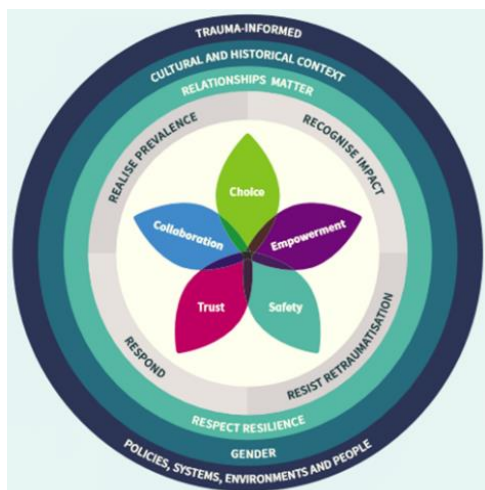 TRAUMA-INFORMED
CULTURAL AND HISTORICAL CONTEXT
RELATIONSHIPS MATTER
REALISE PREVALENCE
RECOGNISE IMPACT
Choice
Collaboration
Empowerment
Trust
Safety
RESPOND
RESIST RETRAUMATISATION
RESPECT RESILIENCE
GENDER
POLICIES, SYSTEMS, ENVIRONMENTS AND PEOPLE